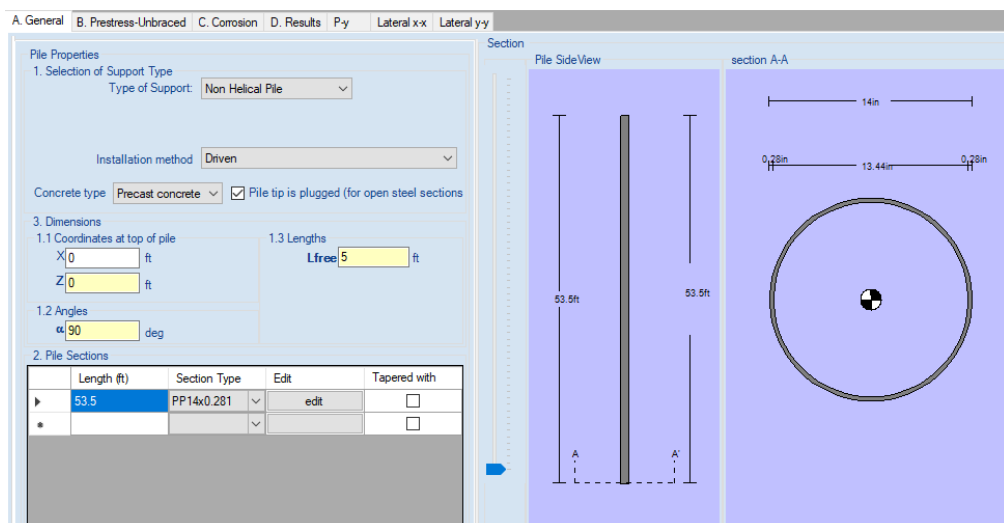 A. General B. Prestress-Unbraced C. Corrosion D. Results P-y Lateral x-x Lateral y-y
Pile Properties
1. Selection of Support Type
Type of Support: Non Helical Pile
Installation method Driven
Concrete type Precast concrete Pile tip is plugged (for open steel sections
3. Dimensions
1.1 Coordinates at top of pile
X 0 ft
Z 0 ft
1.3 Lengths
Lfree 5 ft
1.2 Angles
α 90 deg
2. Pile Sections
Length (ft) Section Type Edit Tapered with
53.5 PP14x0.281 edit
Section
Pile SideView
53.5ft 53.5ft
A A'
section A-A
14in
0.28in 13.44in 0.28in